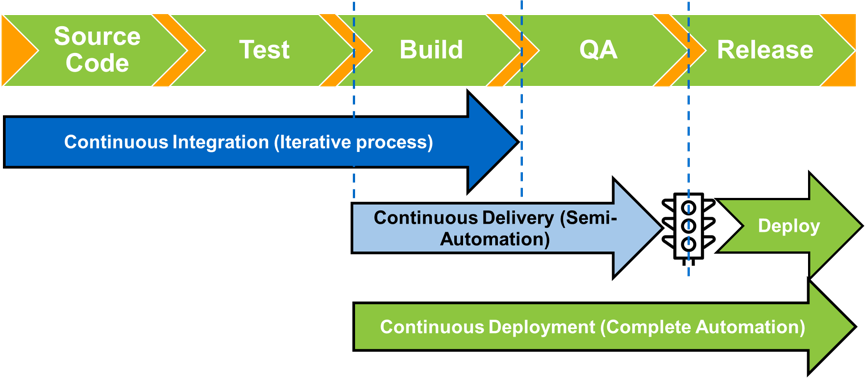 Source
Code
Test
Build
QA
Release
Continuous Integration (Iterative process)
Continuous Delivery (Semi-
Automation)
Deploy
Continuous Deployment (Complete Automation)